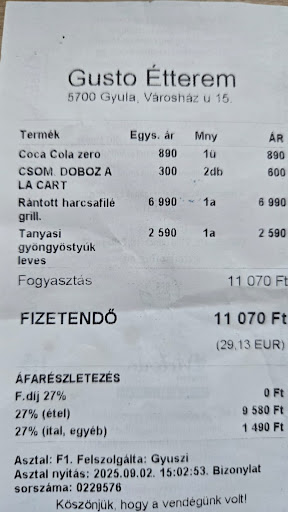 Gusto Étterem
5700 Gyula, Városház u 15.
Termék Egys. ár Mny ÁR
Coca Cola zero 890 1ü 890
CSOM. DOBOZ A 300 2db 600
LA CART
Rántott harcsafilé 6 990 1a 6 990
grill.
Tanyasi 2 590 1a 2 590
gyöngyöstyúk
leves
Fogyasztás 11 070 Ft
FIZETENDŐ 11 070 Ft
(29,13 EUR)
ÁFARÉSZLETEZÉS
F.díj 27% 0 Ft
27% (étel) 9 580 Ft
27% (ital, egyéb) 1 490 Ft
Asztal: F1. Felszolgálta: Gyuszi
Asztal nyitás: 2025.09.02. 15:02:53. Bizonylat
sorszáma: 0229576
Köszönjük, hogy a vendégünk volt!